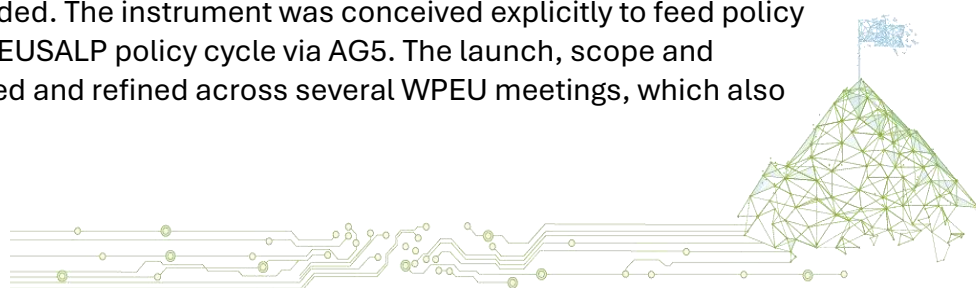 ded. The instrument was conceived explicitly to feed policy
EUSALP policy cycle via AG5. The launch, scope and
ed and refined across several WPEU meetings, which also